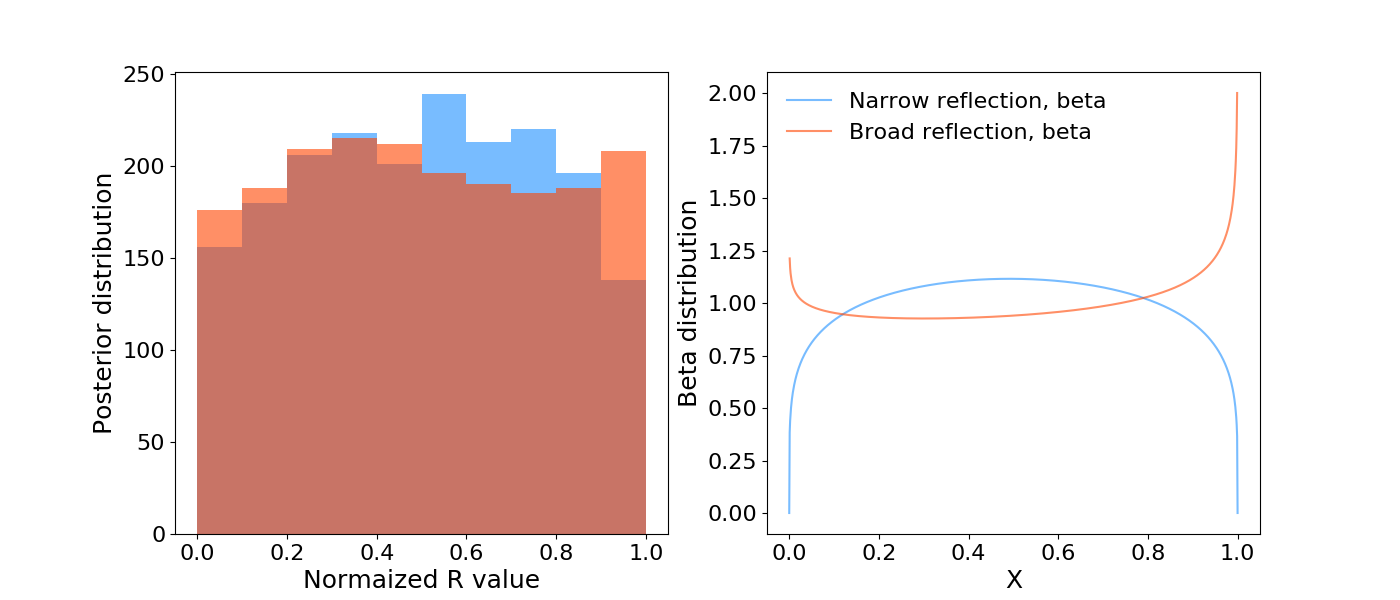 250
200
150
100
50
0
Posterior distribution
0.0 0.2 0.4 0.6 0.8 1.0
Normaized R value
Narrow reflection, beta
Broad reflection, beta
2.00
1.75
1.50
1.25
1.00
0.75
0.50
0.25
0.00
Beta distribution
0.0 0.2 0.4 0.6 0.8 1.0
X